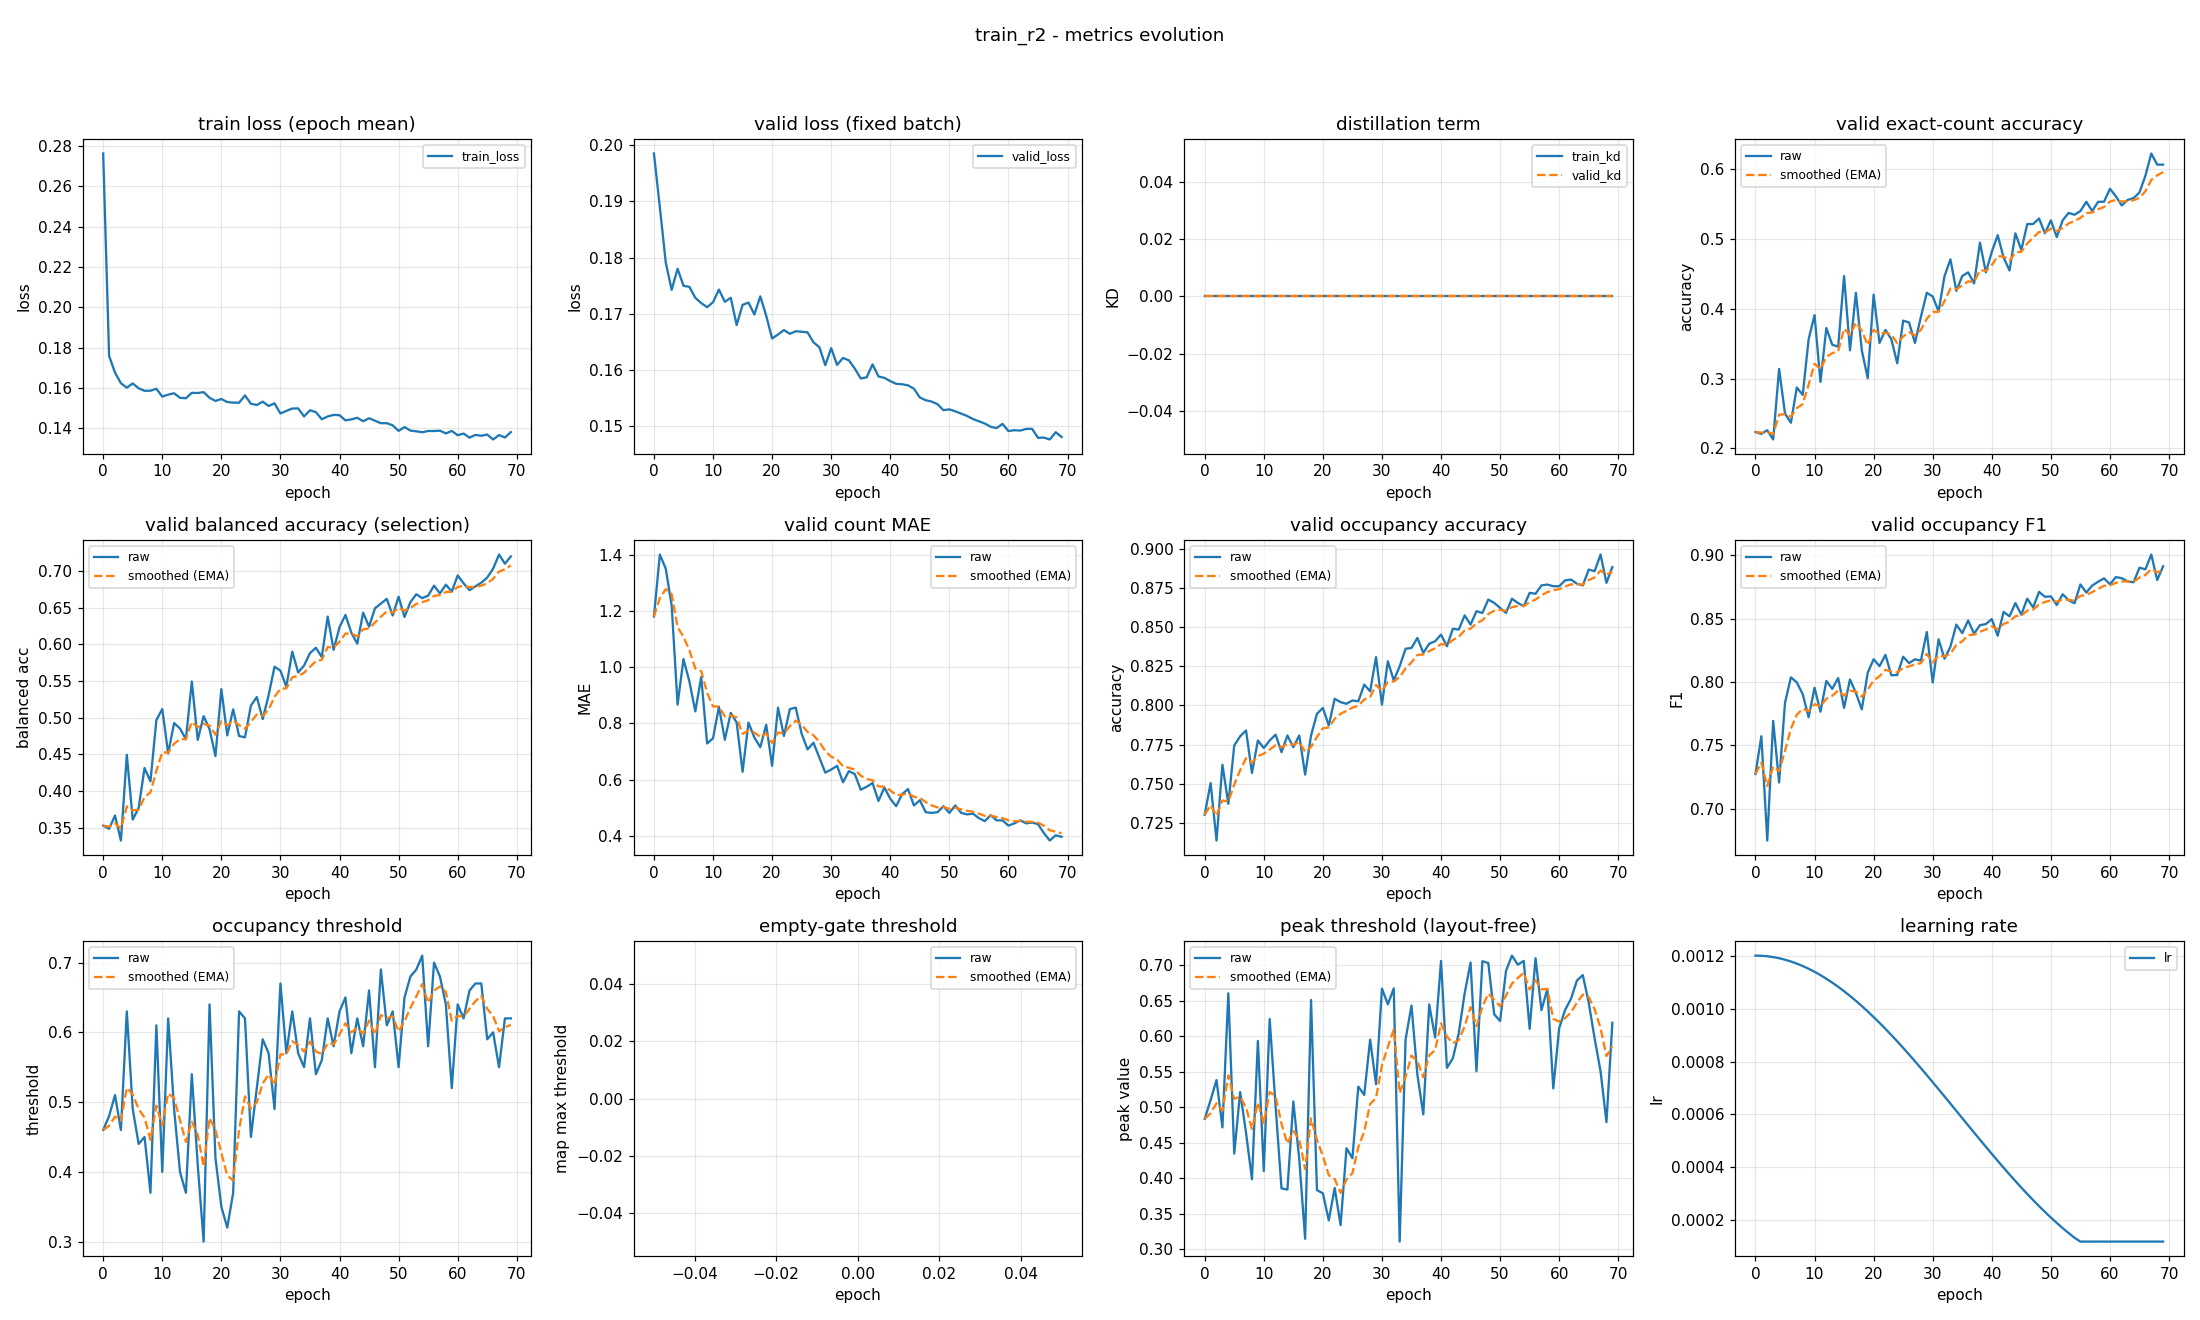 train_r2 - metrics evolution
train loss (epoch mean)
loss
0.28
0.26
0.24
0.22
0.20
0.18
0.16
0.14
train_loss
0 10 20 30 40 50 60 70
epoch
valid loss (fixed batch)
loss
0.20
0.19
0.18
0.17
0.16
0.15
valid_loss
0 10 20 30 40 50 60 70
epoch
distillation term
KD
0.04
0.02
0.00
−0.02
−0.04
train_kd
valid_kd
0 10 20 30 40 50 60 70
epoch
valid exact-count accuracy
accuracy
0.6
0.5
0.4
0.3
0.2
raw
smoothed (EMA)
0 10 20 30 40 50 60 70
epoch
valid balanced accuracy (selection)
balanced acc
0.70
0.65
0.60
0.55
0.50
0.45
0.40
0.35
raw
smoothed (EMA)
0 10 20 30 40 50 60 70
epoch
valid count MAE
MAE
1.4
1.2
1.0
0.8
0.6
0.4
raw
smoothed (EMA)
0 10 20 30 40 50 60 70
epoch
valid occupancy accuracy
accuracy
0.900
0.875
0.850
0.825
0.800
0.775
0.750
0.725
raw
smoothed (EMA)
0 10 20 30 40 50 60 70
epoch
valid occupancy F1
F1
0.90
0.85
0.80
0.75
0.70
raw
smoothed (EMA)
0 10 20 30 40 50 60 70
epoch
occupancy threshold
threshold
0.7
0.6
0.5
0.4
0.3
raw
smoothed (EMA)
0 10 20 30 40 50 60 70
epoch
empty-gate threshold
map max threshold
0.04
0.02
0.00
−0.02
−0.04
raw
smoothed (EMA)
−0.04 −0.02 0.00 0.02 0.04
epoch
peak threshold (layout-free)
peak value
0.70
0.65
0.60
0.55
0.50
0.45
0.40
0.35
0.30
raw
smoothed (EMA)
0 10 20 30 40 50 60 70
epoch
learning rate
lr
0.0012
0.0010
0.0008
0.0006
0.0004
0.0002
lr
0 10 20 30 40 50 60 70
epoch